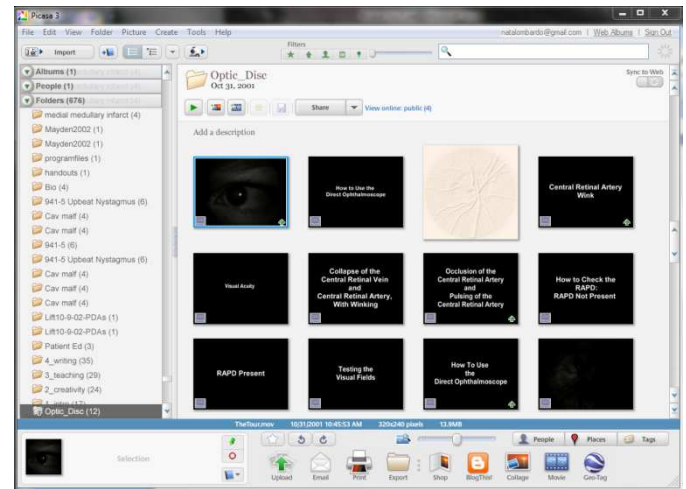 Picasa 3
File Edit View Folder Picture Create Tools Help
natalombardo@gmail.com | Web Albums | Sign Out
Import
Filters
Albums (1)
People (1)
Folders (676)
medial medullary infarct (4)
Mayden2002 (1)
Mayden2002 (1)
programfiles (1)
handouts (1)
Bio (4)
941-5 Upbeat Nystagmus (6)
Cav malf (4)
Cav malf (4)
941-5 (6)
941-5 Upbeat Nystagmus (6)
Cav malf (4)
Cav malf (4)
Cav malf (4)
Lift10-9-02-PDAs (1)
Lift10-9-02-PDAs (1)
Patient Ed (3)
4_writing (35)
3_teaching (29)
2_creativity (24)
1_intro (17)
Optic_Disc (12)
Optic_Disc
Oct 31, 2001
Sync to Web
Share
View online: public (4)
Add a description
How to Use the
Direct Ophthalmoscope
Central Retinal Artery
Wink
Visual Acuity
Collapse of the
Central Retinal Vein
and
Central Retinal Artery,
With Winking
Occlusion of the
Central Retinal Artery
and
Pulsing of the
Central Retinal Artery
How to Check the
RAPD:
RAPD Not Present
RAPD Present
Testing the
Visual Fields
How To Use
the
Direct Ophthalmoscope
TheTour.mov 10/31/2001 10:45:53 AM 320x240 pixels 13.9MB
Selection
People Places Tags
Upload Email Print Export Shop BlogThis! Collage Movie Geo-Tag